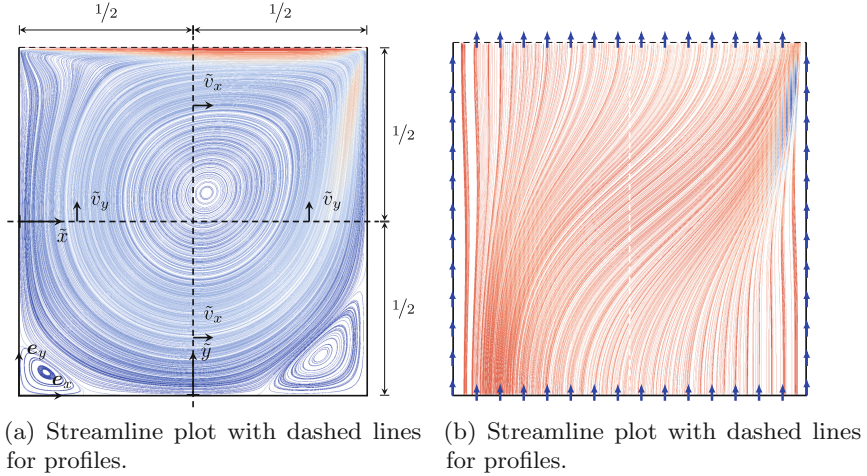 1/2 1/2
ṽx
1/2
ṽy ṽy
x̃
1/2
ṽx
ey ỹ
ex
(a) Streamline plot with dashed lines
for profiles.
(b) Streamline plot with dashed lines
for profiles.